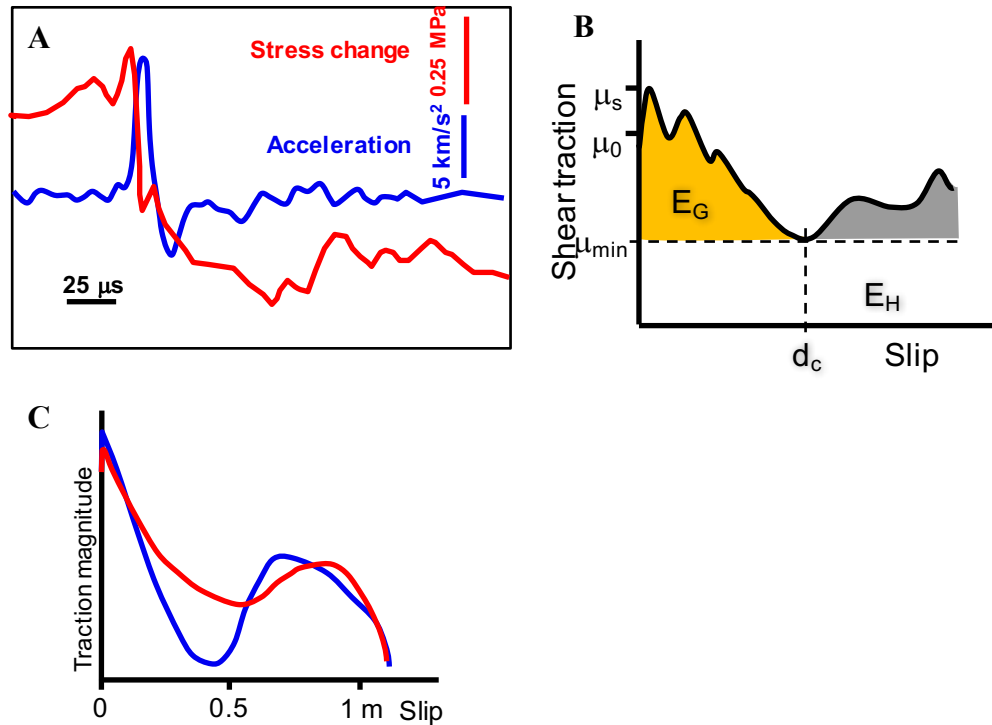 A
Stress change
0.25 MPa
Acceleration
5 km/s²
25 μs
B
Sheart traction
μs
μ0
μmin
EG
EH
dc
Slip
C
Traction magnitude
0
0.5
1 m
Slip